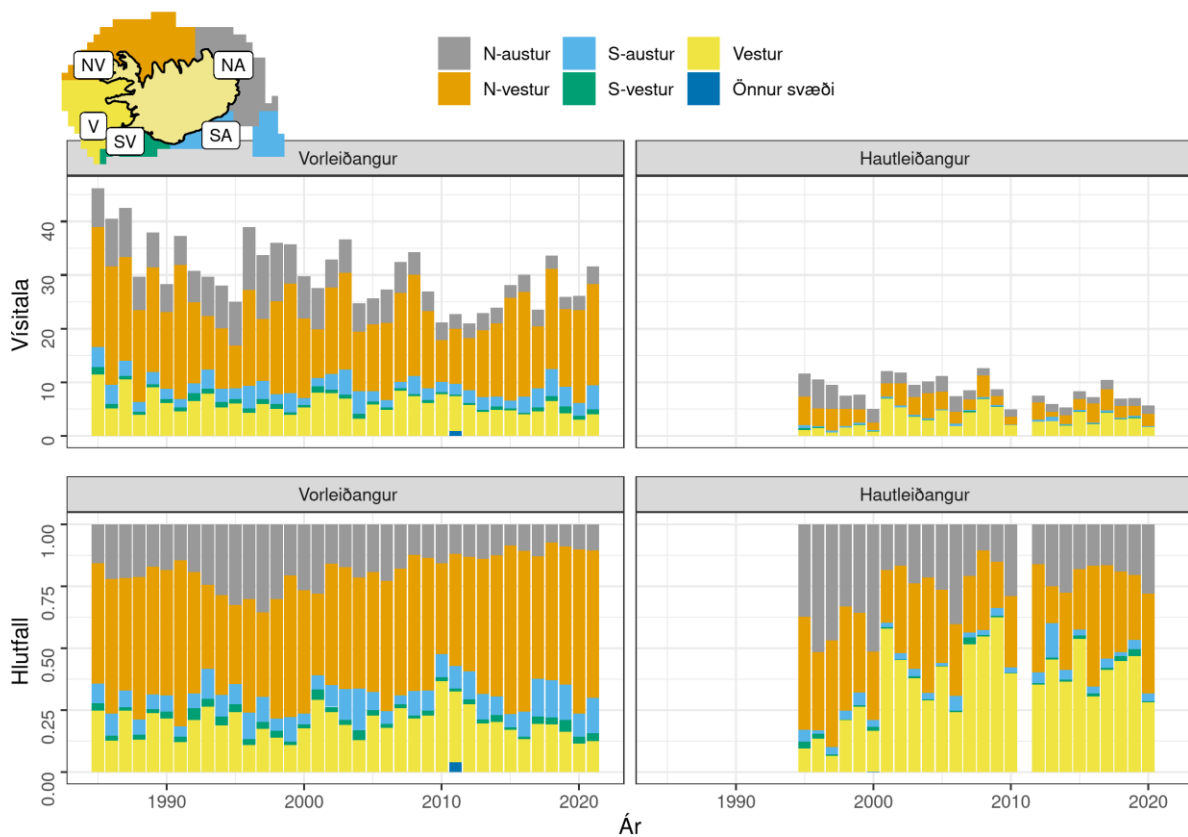 N-austur S-austur Vestur
N-vestur S-vestur Önnur svæði
NV NA
V SV SA
Vorleiðangur Hautleiðangur
Vísitala
40
30
20
10
0
Vorleiðangur Hautleiðangur
Hlutfall
1.00
0.75
0.50
0.25
0.00
1990 2000 2010 2020 1990 2000 2010 2020
Ár